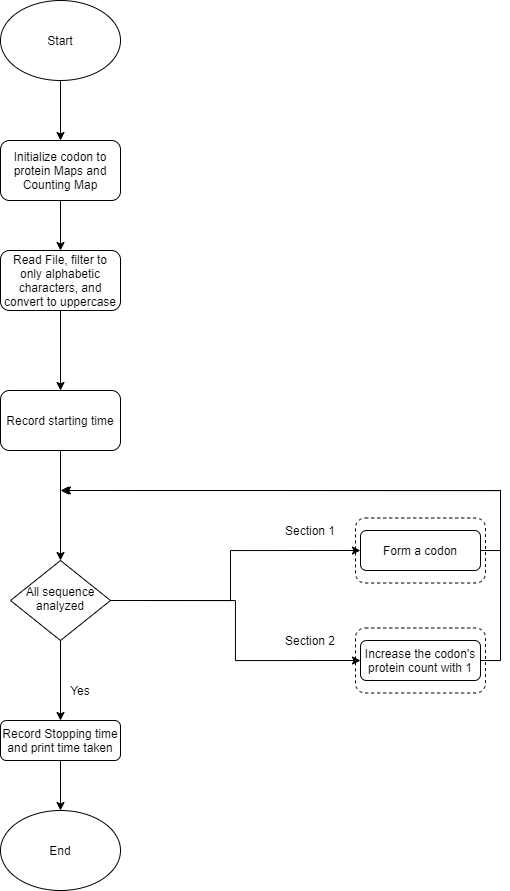 Start
Initialize codon to
protein Maps and
Counting Map
Read File, filter to
only alphabetic
characters, and
convert to uppercase
Record starting time
Section 1
Form a codon
All sequence
analyzed
Section 2
Increase the codon's
protein count with 1
Yes
Record Stopping time
and print time taken
End